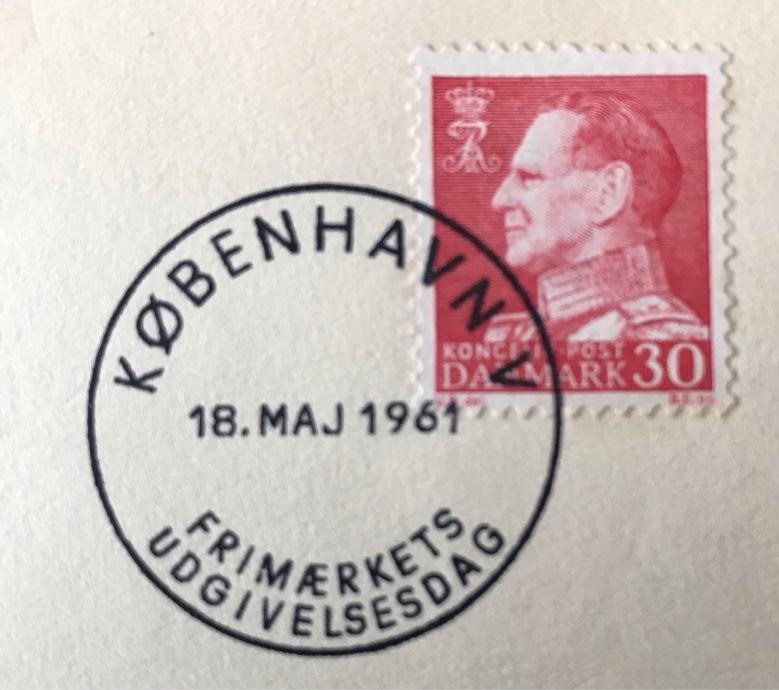 KØBENHAVN V
18. MAJ 1961
FRIMÆRKETS
UDGIVELSESDAG
KONGELIG POST
DANMARK 30